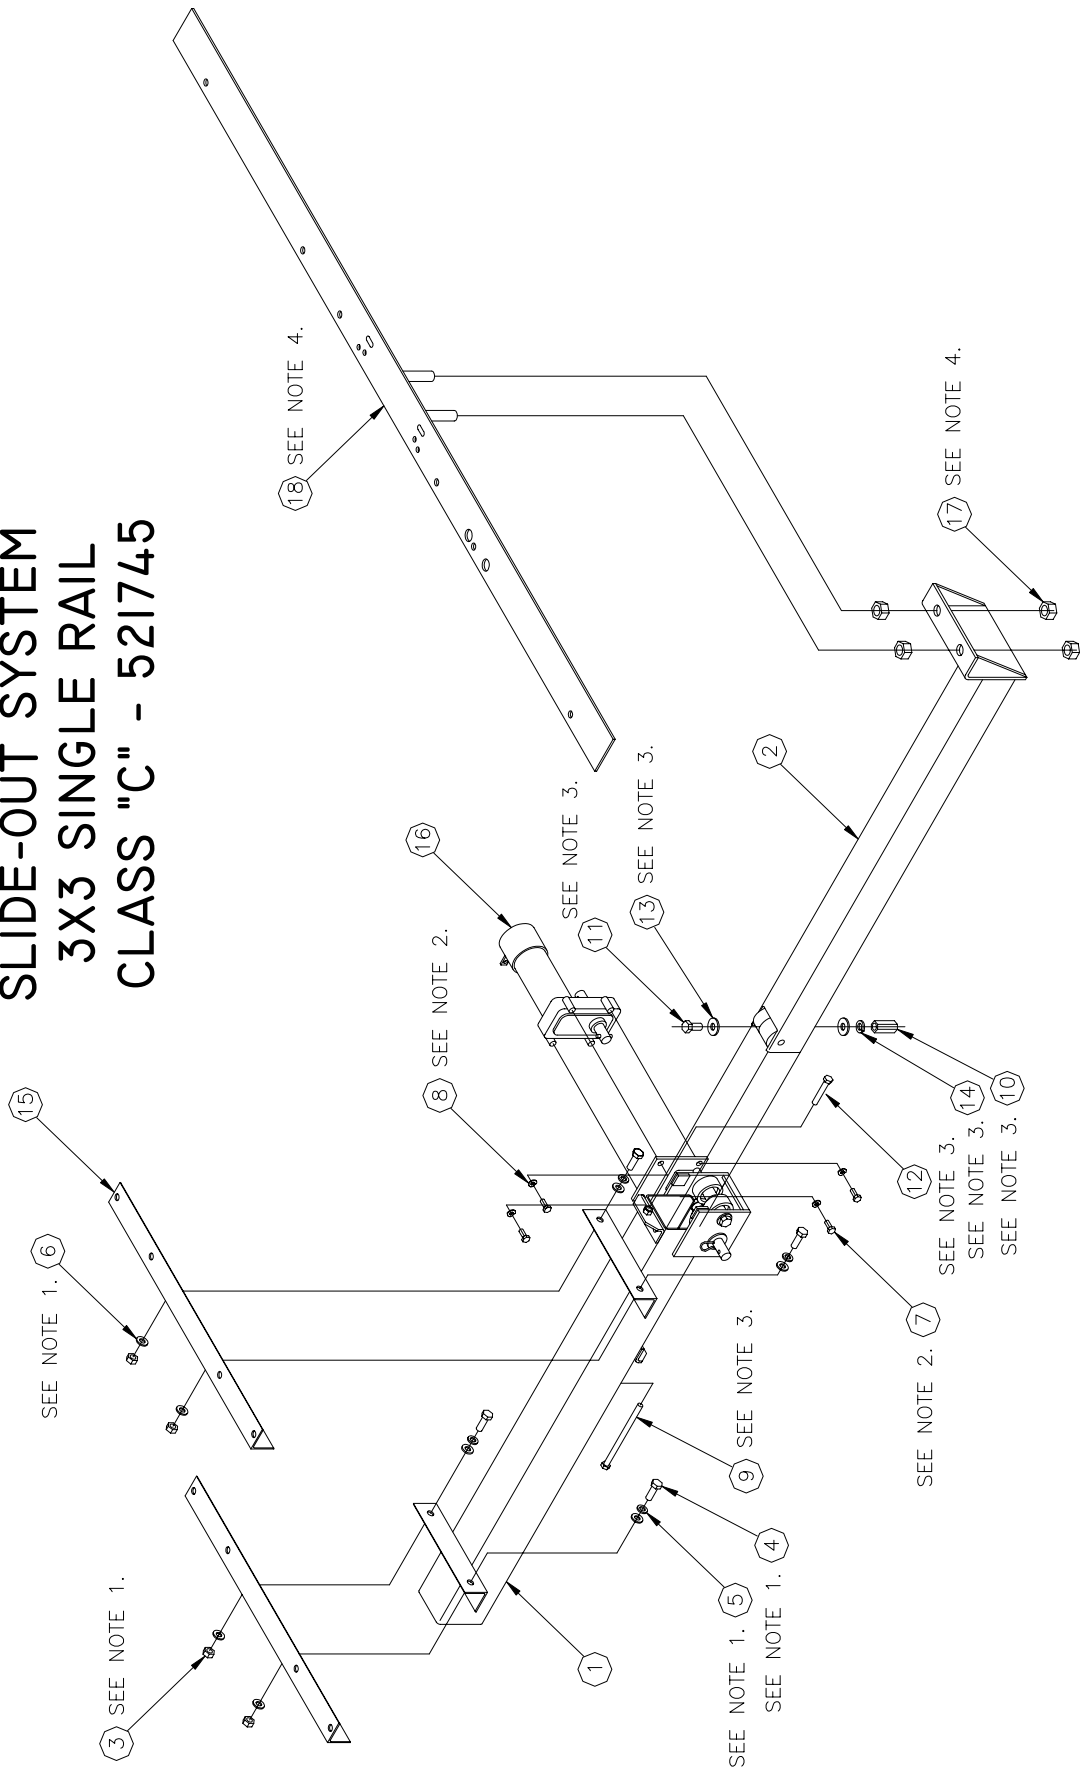 SLIDE-OUT SYSTEM
3X3 SINGLE RAIL
CLASS "C" - 521745
15
6
SEE NOTE 1.
3 SEE NOTE 1.
18 SEE NOTE 4.
16
8 SEE NOTE 2.
SEE NOTE 3.
11
13 SEE NOTE 3.
2
17 SEE NOTE 4.
12
SEE NOTE 3.
14
SEE NOTE 3.
10
SEE NOTE 3.
7
SEE NOTE 2.
9 SEE NOTE 3.
SEE NOTE 1. 5
SEE NOTE 1. 4
1